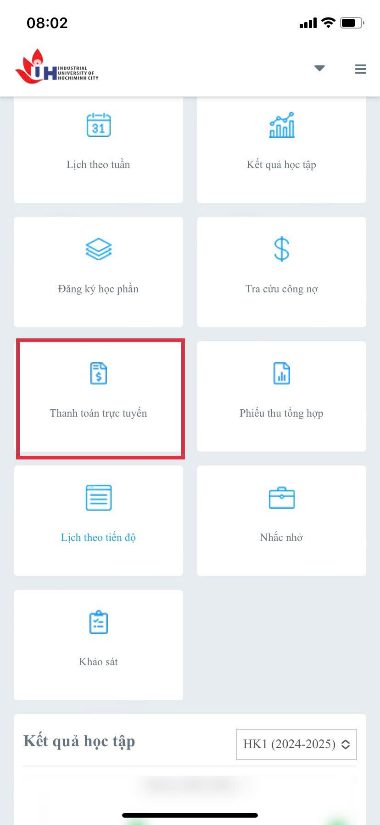 08:02
IUH INDUSTRIAL
UNIVERSITY OF
HOCHIMINH CITY
31
Lịch theo tuần
Kết quả học tập
Đăng ký học phần
Tra cứu công nợ
Thanh toán trực tuyến
Phiếu thu tổng hợp
Lịch theo tiến độ
Nhắc nhở
Khảo sát
Kết quả học tập
HK1 (2024-2025)